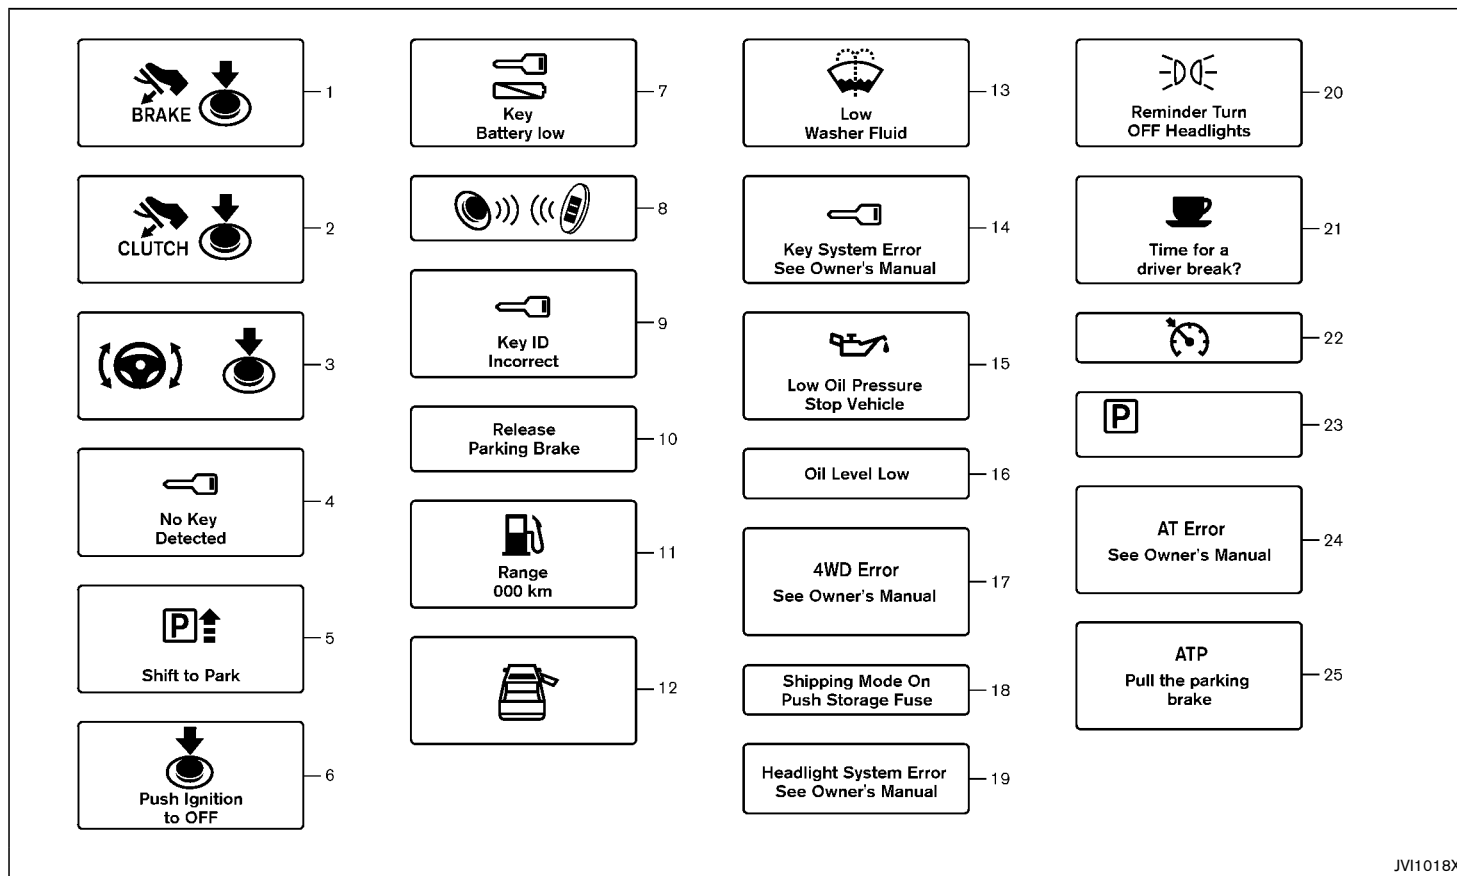 BRAKE
1
CLUTCH
2
3
No Key
Detected
4
P
Shift to Park
5
Push Ignition
to OFF
6
Key
Battery low
7
8
Key ID
Incorrect
9
Release
Parking Brake
10
Range
000 km
11
12
Low
Washer Fluid
13
Key System Error
See Owner's Manual
14
Low Oil Pressure
Stop Vehicle
15
Oil Level Low
16
4WD Error
See Owner's Manual
17
Shipping Mode On
Push Storage Fuse
18
Headlight System Error
See Owner's Manual
19
Reminder Turn
OFF Headlights
20
Time for a
driver break?
21
22
P
23
AT Error
See Owner's Manual
24
ATP
Pull the parking
brake
25
JVI1018X